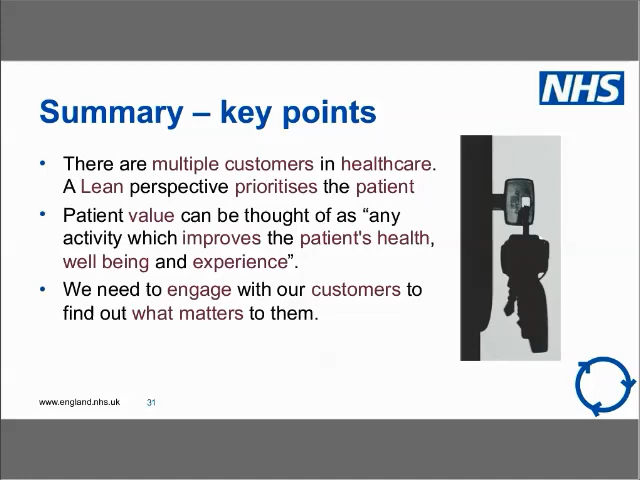 NHS
Summary – key points
• There are multiple customers in healthcare.
A Lean perspective prioritises the patient
• Patient value can be thought of as “any
activity which improves the patient's health,
well being and experience”.
• We need to engage with our customers to
find out what matters to them.
www.england.nhs.uk 31